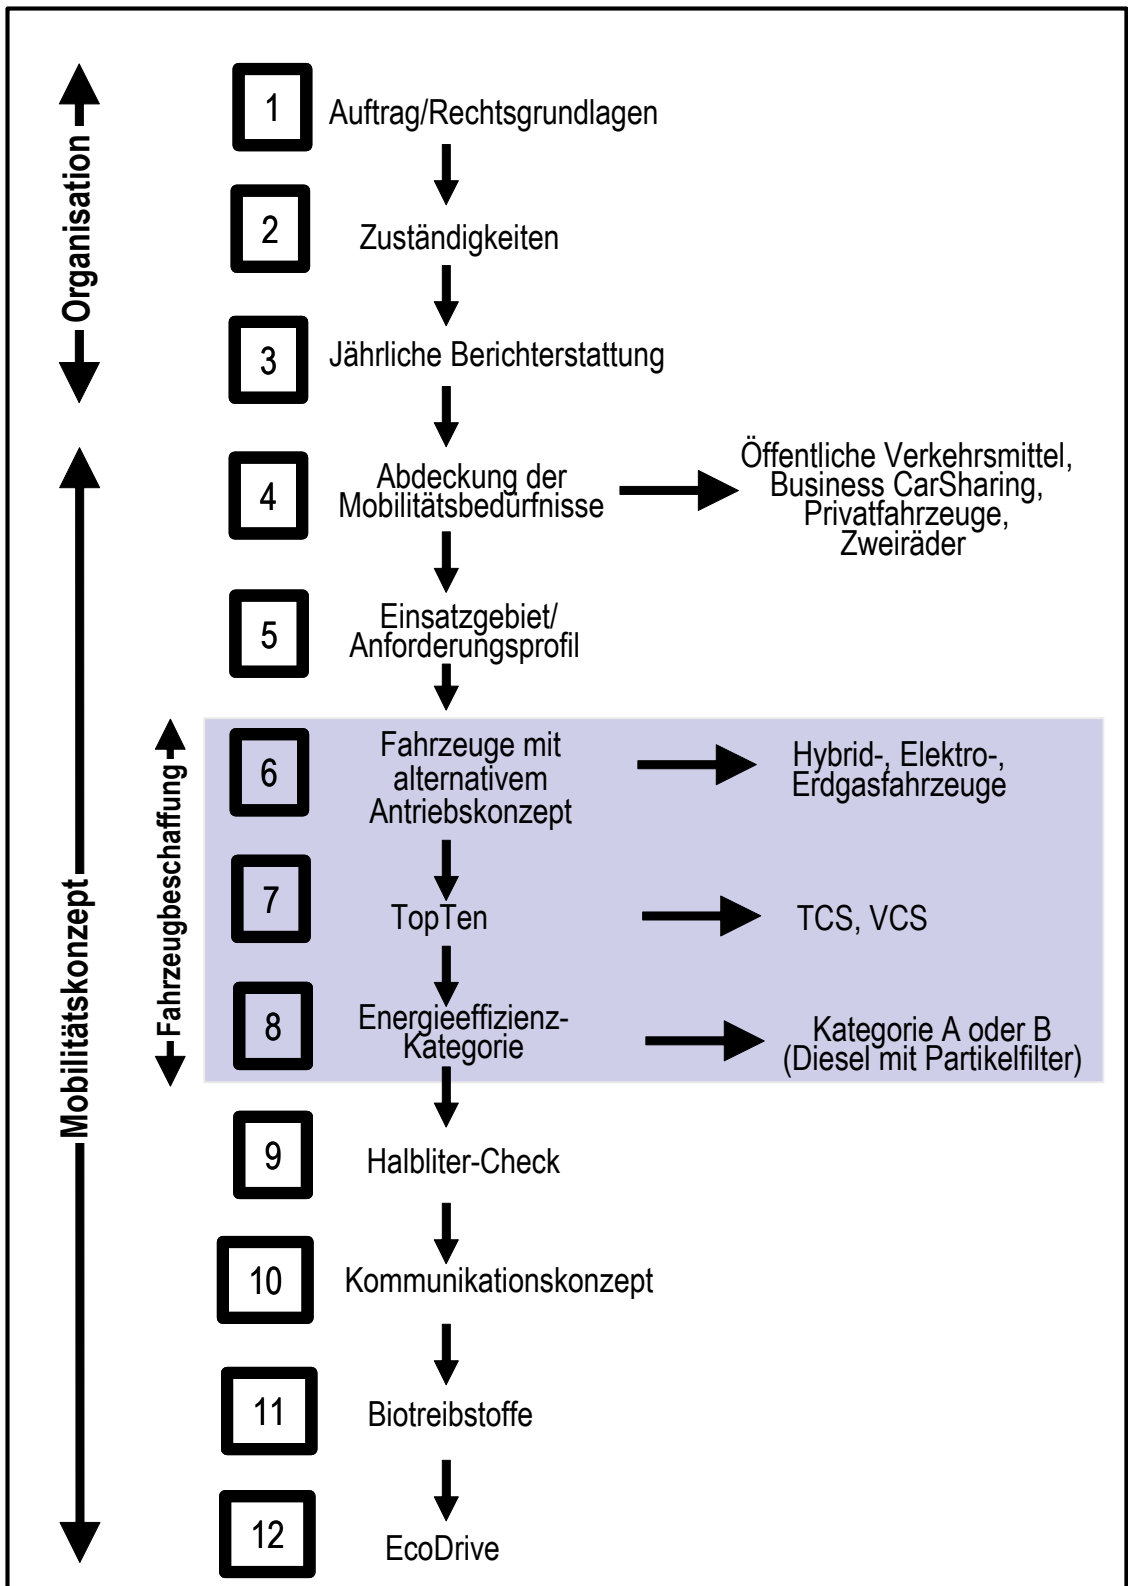 Organisation
1
Auftrag/Rechtsgrundlagen
2
Zuständigkeiten
3
Jährliche Berichterstattung
Mobilitätskonzept
4
Abdeckung der
Mobilitätsbedürfnisse
Öffentliche Verkehrsmittel,
Business CarSharing,
Privatfahrzeuge,
Zweiräder
5
Einsatzgebiet/
Anforderungsprofil
Fahrzeugbeschaffung
6
Fahrzeuge mit
alternativem
Antriebskonzept
Hybrid-, Elektro-,
Erdgasfahrzeuge
7
TopTen
TCS, VCS
8
Energieeffizienz-
Kategorie
Kategorie A oder B
(Diesel mit Partikelfilter)
9
Halbliter-Check
10
Kommunikationskonzept
11
Biotreibstoffe
12
EcoDrive